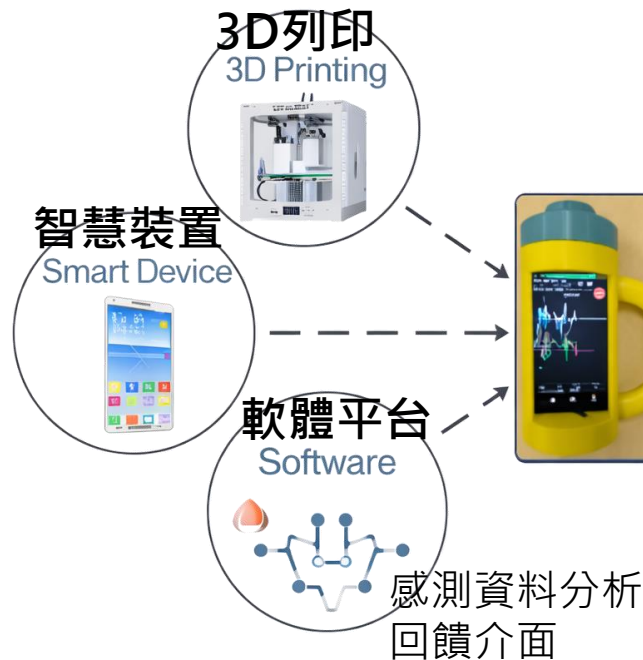 3D列印
3D Printing
智慧裝置
Smart Device
軟體平台
Software
感測資料分析
回饋介面